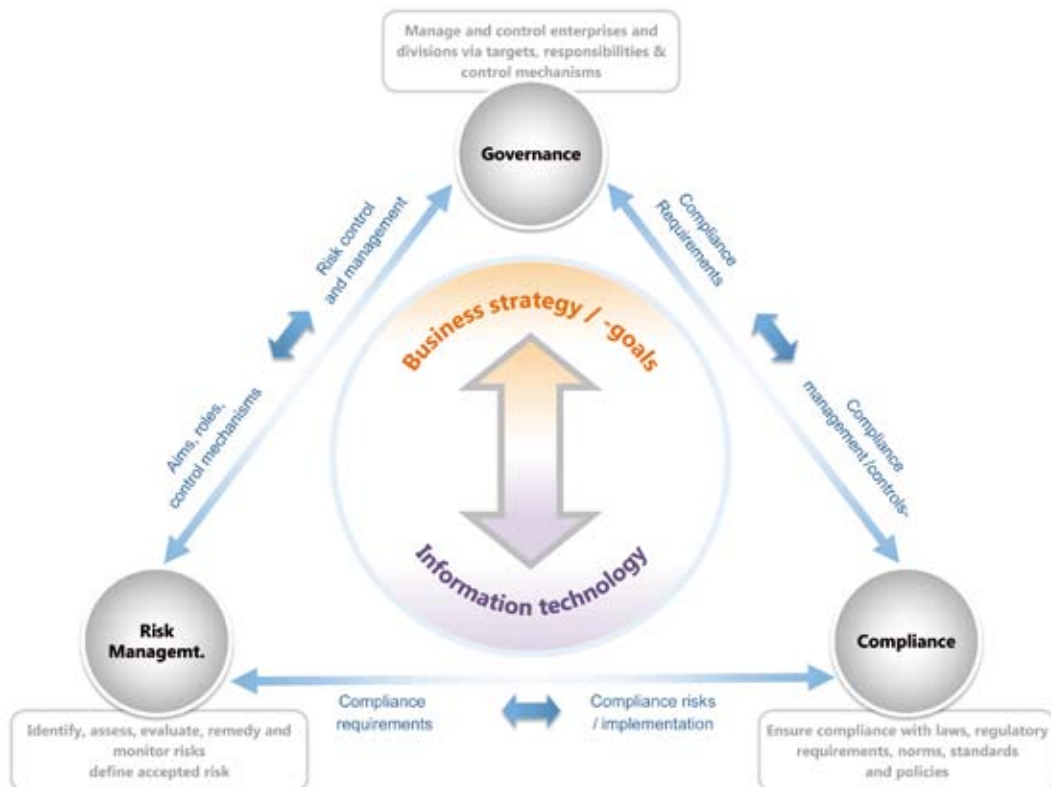 Manage and control enterprises and
divisions via targets, responsibilities &
control mechanisms
Governance
Risk control
and management
Compliance
Requirements
Business strategy / -goals
Aims, roles,
control mechanisms
Compliance
management /controls-
Information technology
Risk
Managemt.
Compliance
Compliance
requirements
Compliance risks
/ implementation
Identify, assess, evaluate, remedy and
monitor risks
define accepted risk
Ensure compliance with laws, regulatory
requirements, norms, standards
and policies